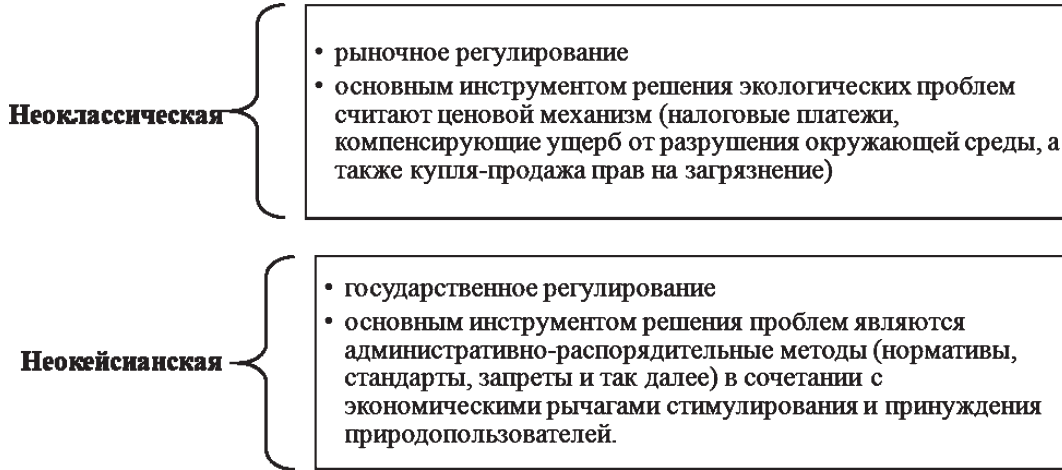 Неоклассическая
• рыночное регулирование
• основным инструментом решения экологических проблем
считают ценовой механизм (налоговые платежи,
компенсирующие ущерб от разрушения окружающей среды, а
также купля-продажа прав на загрязнение)
Неокейсианская
• государственное регулирование
• основным инструментом решения проблем являются
административно-распорядительные методы (нормативы,
стандарты, запреты и так далее) в сочетании с
экономическими рычагами стимулирования и принуждения
природопользователей.